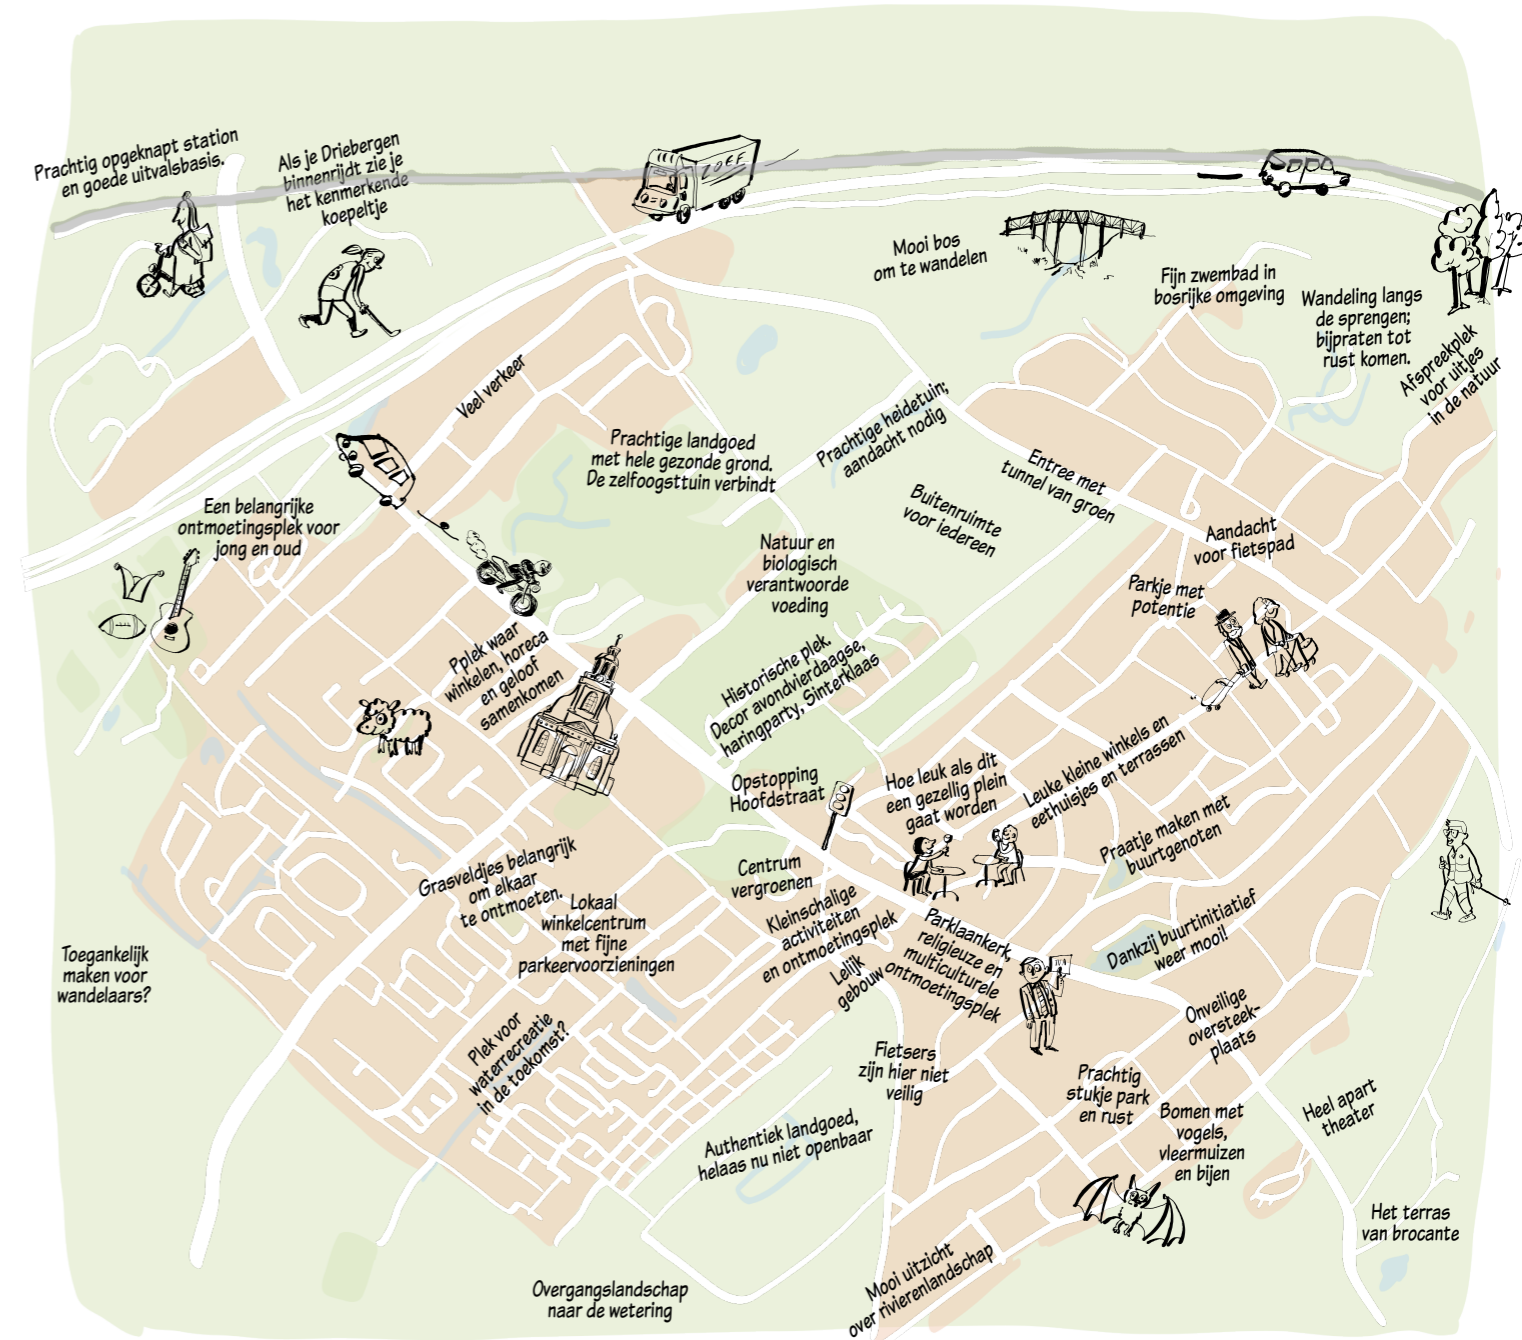 Prachtig opgeknapt station
en goede uitvalsbasis.
Als je Driebergen
binnenrijdt zie je
het kenmerkende
koepeltje
ZOEF
Mooi bos
om te wandelen
Fijn zwembad in
bosrijke omgeving
Wandeling langs
de sprengen;
bijpraten tot
rust komen.
Afspreekplek
voor uitjes
in de natuur
Veel verkeer
Prachtige landgoed
met hele gezonde grond.
De zelfoogsttuin verbindt
Prachtige heidetuin;
aandacht nodig
Entree met
tunnel van groen
Buitenruimte
voor iedereen
Een belangrijke
ontmoetingsplek voor
jong en oud
Natuur en
biologisch
verantwoorde
voeding
Aandacht
voor fietspad
Parkje met
potentie
Pplek waar
winkelen, horeca
en geloof
samenkomen
Historische plek.
Decor avondvierdaagse,
haringparty, Sinterklaas
Opstopping
Hoofdstraat
Hoe leuk als dit
een gezellig plein
gaat worden
Leuke kleine winkels en
eethuisjes en terrassen
Praatje maken met
buurtgenoten
Grasveldjes belangrijk
om elkaar
te ontmoeten.
Lokaal
winkelcentrum
met fijne
parkeervoorzieningen
Centrum
vergroenen
Kleinschalige
activiteiten
en ontmoetingsplek
Lelijk
gebouw
Parklaankerk,
religieuze en
multiculturele
ontmoetingsplek
Dankzij buurtinitiatief
weer mooi!
Toegankelijk
maken voor
wandelaars?
Plek voor
waterrecreatie
in de toekomst?
Onveilige
oversteek-
plaats
Fietsers
zijn hier niet
veilig
Prachtig
stukje park
en rust
Bomen met
vogels,
vleermuizen
en bijen
Heel apart
theater
Authentiek landgoed,
helaas nu niet openbaar
Het terras
van brocante
Mooi uitzicht
over rivierenlandschap
Overgangslandschap
naar de wetering